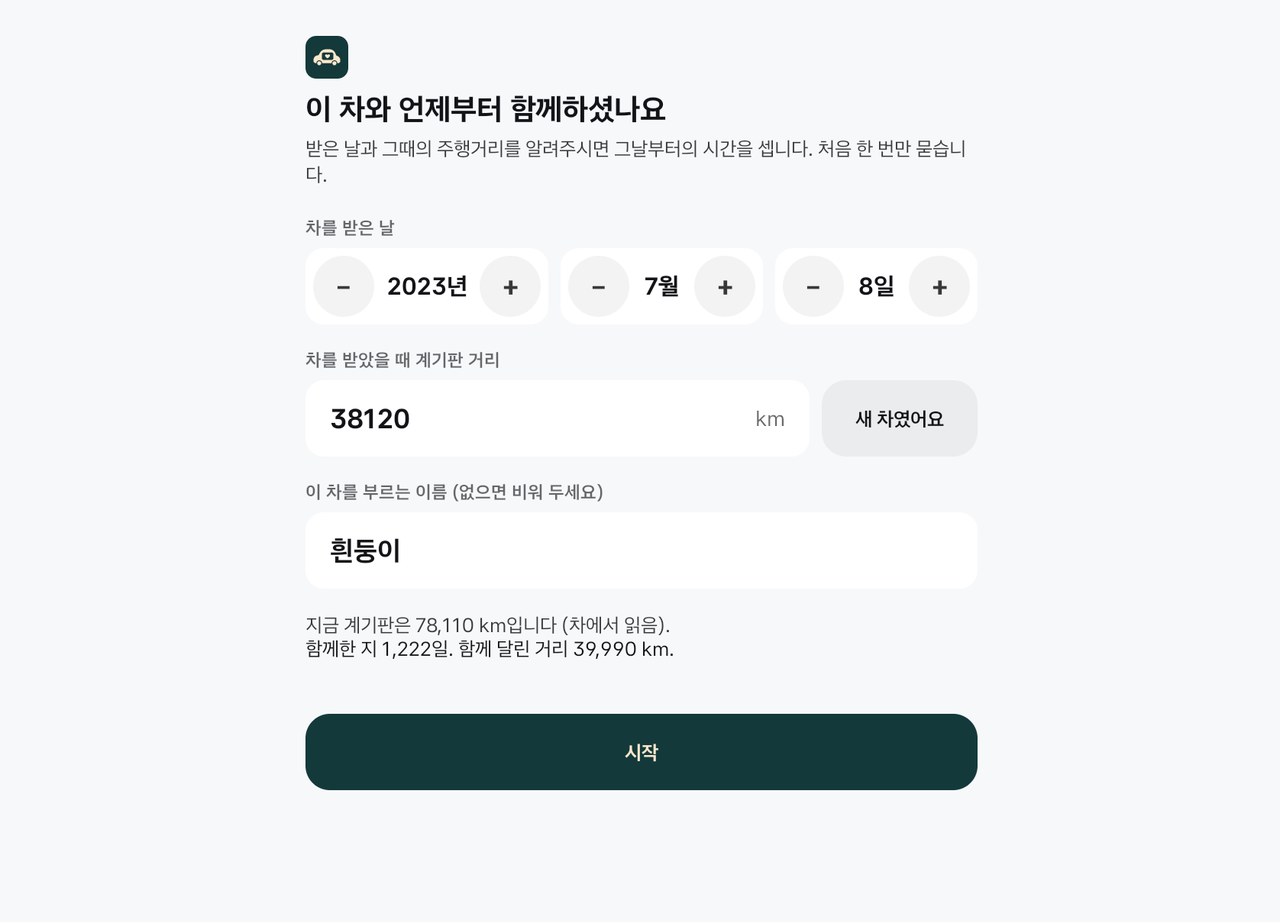 이 차와 언제부터 함께하셨나요
받은 날과 그때의 주행거리를 알려주시면 그날부터의 시간을 셉니다. 처음 한 번만 묻습니
다.
차를 받은 날
− 2023년 + − 7월 + − 8일 +
차를 받았을 때 계기판 거리
38120 km 새 차였어요
이 차를 부르는 이름 (없으면 비워 두세요)
흰둥이
지금 계기판은 78,110 km입니다 (차에서 읽음).
함께한 지 1,222일. 함께 달린 거리 39,990 km.
시작